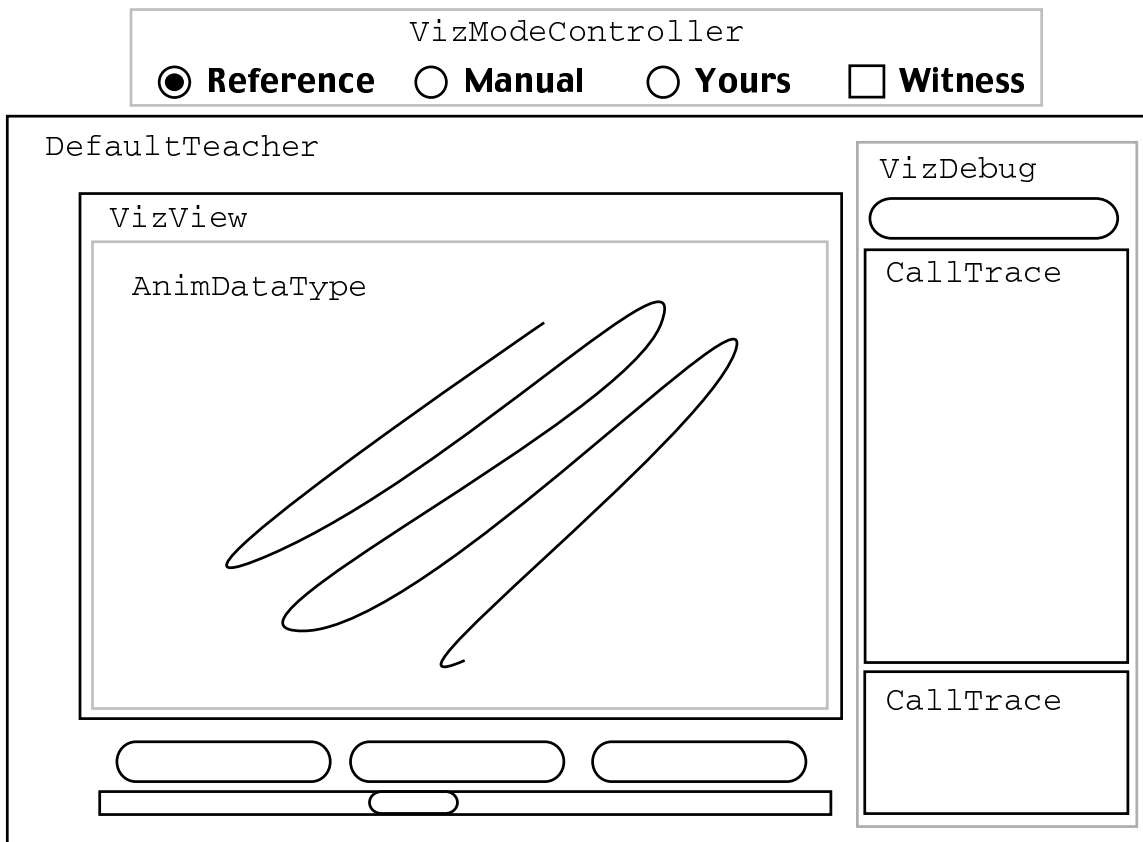 VizModeController
Reference Manual Yours Witness
DefaultTeacher
VizView
AnimDataType
VizDebug
CallTrace
CallTrace